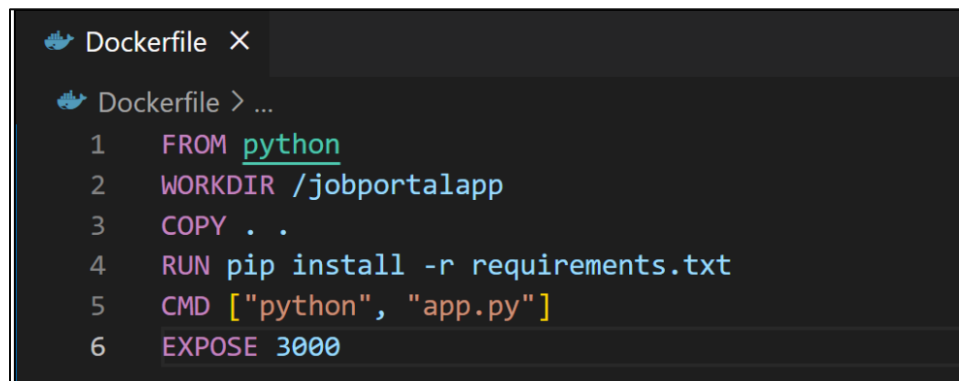 Dockerfile ×
Dockerfile > ...
1 FROM python
2 WORKDIR /jobportalapp
3 COPY . .
4 RUN pip install -r requirements.txt
5 CMD ["python", "app.py"]
6 EXPOSE 3000